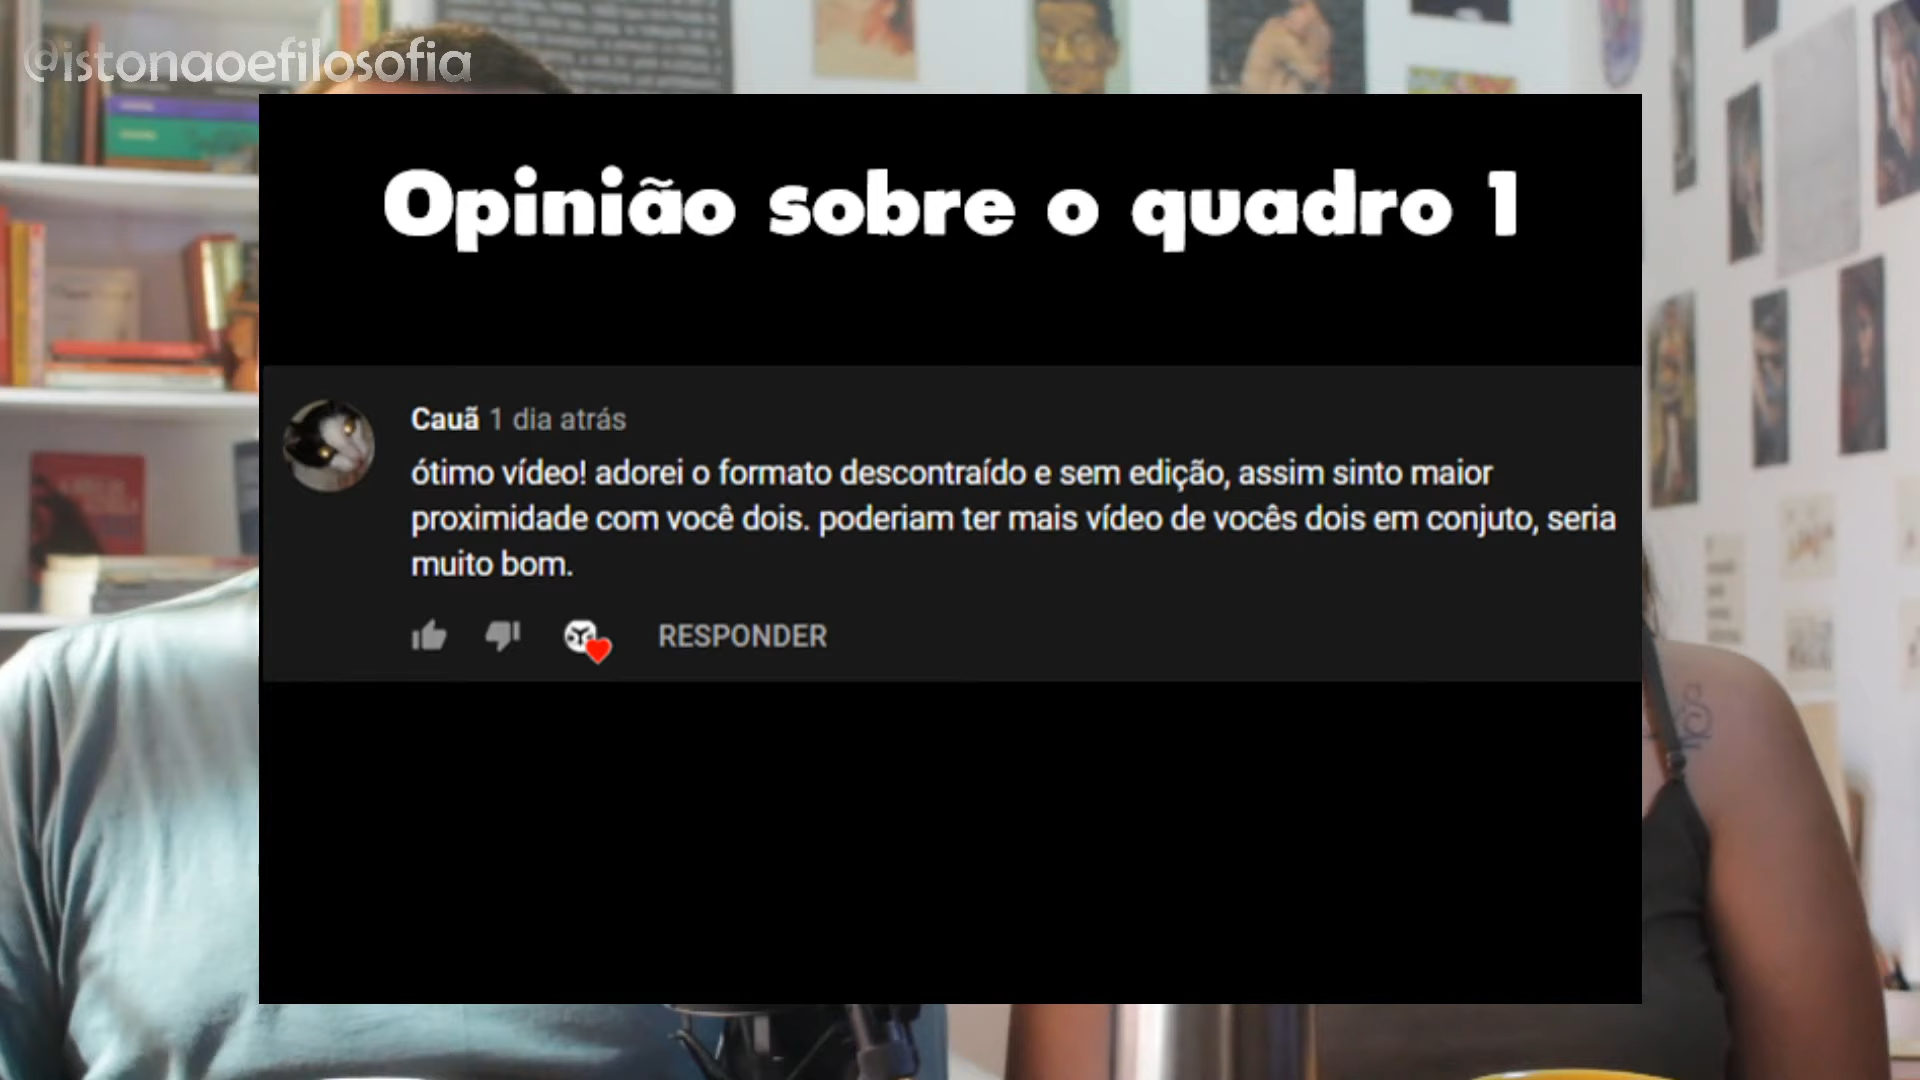 @istonaoefilosofia
Opinião sobre o quadro 1
Cauã 1 dia atrás
ótimo vídeo! adorei o formato descontraído e sem edição, assim sinto maior
proximidade com você dois. poderiam ter mais vídeo de vocês dois em conjuto, seria
muito bom.
RESPONDER